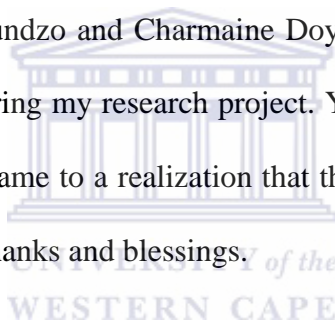 undzo and Charmaine Doy
ring my research project. Y
ame to a realization that th
anks and blessings.
UNIVERSITY of the
WESTERN CAPE